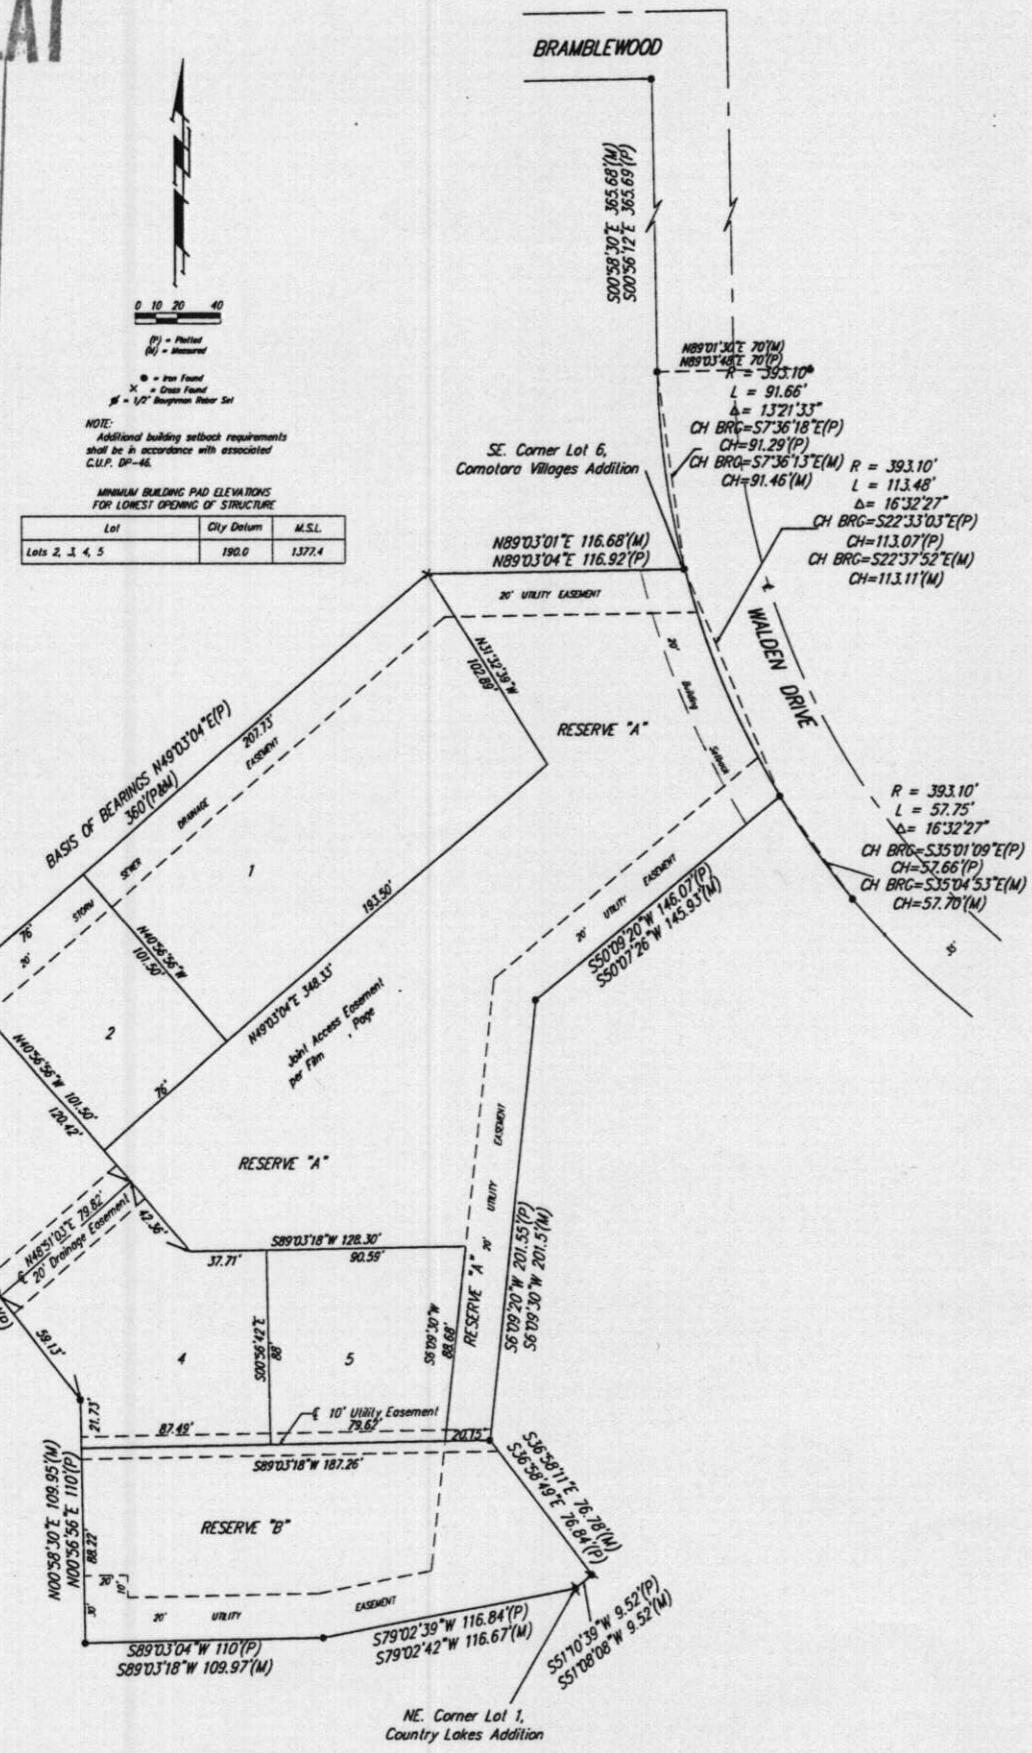 BRAMBLEWOOD
S00°58'30"E 365.68'(M)
S00°56'12"E 365.69'(P)
0 10 20 40
(P) = Platted
(M) = Measured
= Iron Found
= Cross Found
= 1/2" Baughman Rebar Set
NOTE:
Additional building setback requirements
shall be in accordance with associated
C.U.P. DP-46.
MINIMUM BUILDING PAD ELEVATIONS
FOR LOWEST OPENING OF STRUCTURE
Lot City Datum M.S.L.
Lots 2, 3, 4, 5 190.0 1377.4
N89°01'30"E 70'(M)
N89°03'48"E 70'(P)
R = 393.10'
L = 91.66'
Δ= 13°21'33"
CH BRG=S7°36'18"E(P)
CH=91.29'(P)
CH BRG=S7°36'13"E(M)
CH=91.46'(M)
SE. Corner Lot 6,
Comotara Villages Addition
R = 393.10'
L = 113.48'
Δ= 16°32'27"
CH BRG=S22°33'03"E(P)
CH=113.07'(P)
CH BRG=S22°37'52"E(M)
CH=113.11'(M)
N89°03'01"E 116.68'(M)
N89°03'04"E 116.92'(P)
20' UTILITY EASEMENT
WALDEN DRIVE
20' Building Setback
N31°32'39"W
102.89'
RESERVE "A"
BASIS OF BEARINGS N49°03'04"E(P)
360'(P&M)
207.73'
20' STORM SEWER DRAINAGE EASEMENT
76'
1
193.50'
N40°56'56"W
101.50'
N49°03'04"E 348.33'
2
76'
N40°56'56"W 101.50'
120.42'
Joint Access Easement
per Film , Page
R = 393.10'
L = 57.75'
Δ= 16°32'27"
CH BRG=S35°01'09"E(P)
CH=57.66'(P)
CH BRG=S35°04'53"E(M)
CH=57.70'(M)
20' UTILITY EASEMENT
S50°09'20"W 146.07'(P)
S50°07'26"W 145.93'(M)
20' UTILITY EASEMENT
S6°09'20"W 201.55'(P)
S6°09'30"W 201.5'(M)
RESERVE "A"
N48°51'03"E 79.82'
20' Drainage Easement
42.36'
S89°03'18"W 128.30'
37.71' 90.59'
RESERVE "A"
59.13'
4
S00°56'42"E
88'
5
S6°09'30"W
88.68'
21.73'
℄ 10' Utility Easement
87.49' 79.62' 20.15'
S89°03'18"W 187.26'
S36°58'11"E 76.78'(M)
S36°58'49"E 76.84'(P)
N00°58'30"E 109.95'(M)
N00°56'56"E 110'(P)
88.22'
RESERVE "B"
20'
10'
30'
20' UTILITY EASEMENT
S89°03'04"W 110'(P)
S89°03'18"W 109.97'(M)
S79°02'39"W 116.84'(P)
S79°02'42"W 116.67'(M)
S51°10'39"W 9.52'(P)
S51°08'08"W 9.52'(M)
NE. Corner Lot 1,
Country Lakes Addition